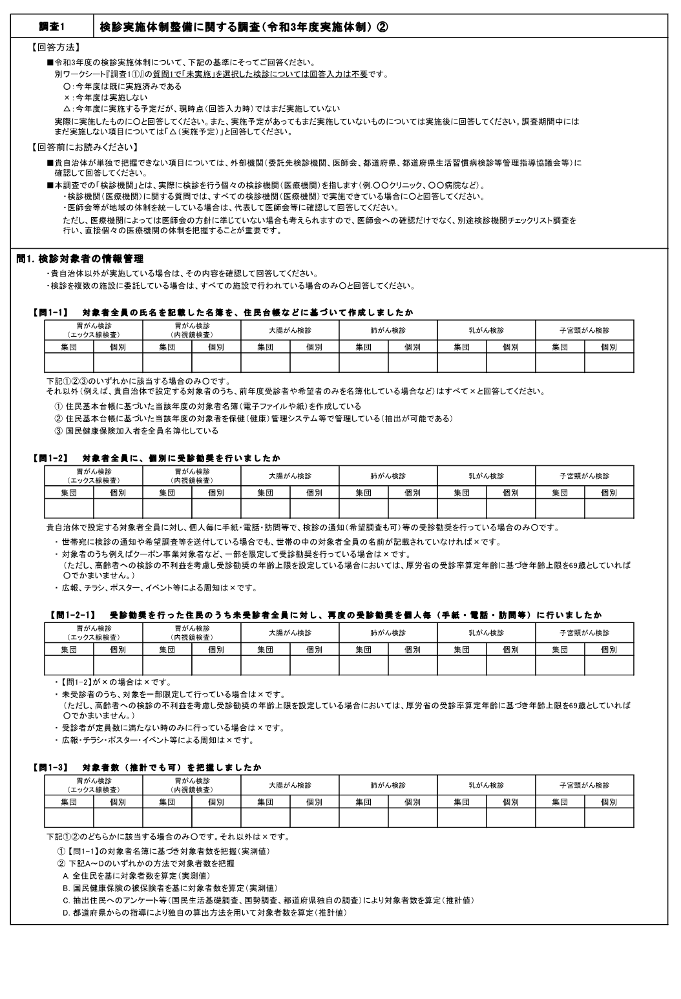 調査1
検診実施体制整備に関する調査（令和3年度実施体制）②
【回答方法】
■令和3年度の検診実施体制について、下記の基準にそってご回答ください。
別ワークシート『調査1①』の質問1で「未実施」を選択した検診については回答入力は不要です。
〇：今年度は既に実施済みである
×：今年度は実施しない
△：今年度に実施する予定だが、現時点（回答入力時）ではまだ実施していない
実際に実施したものに〇と回答してください。また、実施予定があってもまだ実施していないものについては実施後に回答してください。調査期間中には
まだ実施しない項目については「△（実施予定）」と回答してください。
【回答前にお読みください】
■貴自治体が単独で把握できない項目については、外部機関（委託先検診機関、医師会、都道府県、都道府県生活習慣病検診等管理指導協議会等）に
確認して回答してください。
■本調査での「検診機関」とは、実際に検診を行う個々の検診機関（医療機関）を指します（例.〇〇クリニック、〇〇病院など）。
・検診機関（医療機関）に関する質問では、すべての検診機関（医療機関）で実施できている場合に〇と回答してください。
・医師会等が地域の体制を統一している場合は、代表して医師会等に確認して回答してください。
ただし、医療機関によっては医師会の方針に準じていない場合も考えられますので、医師会への確認だけでなく、別途検診機関チェックリスト調査を
行い、直接個々の医療機関の体制を把握することが重要です。
問1. 検診対象者の情報管理
・貴自治体以外が実施している場合は、その内容を確認して回答してください。
・検診を複数の施設に委託している場合は、すべての施設で行われている場合のみ〇と回答してください。
【問1-1】 対象者全員の氏名を記載した名簿を、住民台帳などに基づいて作成しましたか
胃がん検診 胃がん検診 大腸がん検診 肺がん検診 乳がん検診 子宮頸がん検診
（エックス線検査） （内視鏡検査）
集団 個別 集団 個別 集団 個別 集団 個別 集団 個別 集団 個別
下記①②③のいずれかに該当する場合のみ〇です。
それ以外（例えば、貴自治体で設定する対象者のうち、前年度受診者や希望者のみを名簿化している場合など）はすべて×と回答してください。
① 住民基本台帳に基づいた当該年度の対象者名簿（電子ファイルや紙）を作成している
② 住民基本台帳に基づいた当該年度の対象者を保健（健康）管理システム等で管理している（抽出が可能である）
③ 国民健康保険加入者を全員名簿化している
【問1-2】 対象者全員に、個別に受診勧奨を行いましたか
胃がん検診 胃がん検診 大腸がん検診 肺がん検診 乳がん検診 子宮頸がん検診
（エックス線検査） （内視鏡検査）
集団 個別 集団 個別 集団 個別 集団 個別 集団 個別 集団 個別
貴自治体で設定する対象者全員に対し、個人毎に手紙・電話・訪問等で、検診の通知（希望調査も可）等の受診勧奨を行っている場合のみ〇です。
・ 世帯宛に検診の通知や希望調査等を送付している場合でも、世帯の中の対象者全員の名前が記載されていなければ×です。
・ 対象者のうち例えばクーポン事業対象者など、一部を限定して受診勧奨を行っている場合は×です。
（ただし、高齢者への検診の不利益を考慮し受診勧奨の年齢上限を設定している場合においては、厚労省の受診率算定年齢に基づき年齢上限を69歳としていれば
〇でかまいません。）
・ 広報、チラシ、ポスター、イベント等による周知は×です。
【問1-2-1】 受診勧奨を行った住民のうち未受診者全員に対し、再度の受診勧奨を個人毎（手紙・電話・訪問等）に行いましたか
胃がん検診 胃がん検診 大腸がん検診 肺がん検診 乳がん検診 子宮頸がん検診
（エックス線検査） （内視鏡検査）
集団 個別 集団 個別 集団 個別 集団 個別 集団 個別 集団 個別
・【問1-2】が×の場合は×です。
・ 未受診者のうち、対象を一部限定して行っている場合は×です。
（ただし、高齢者への検診の不利益を考慮し受診勧奨の年齢上限を設定している場合においては、厚労省の受診率算定年齢に基づき年齢上限を69歳としていれば
〇でかまいません。）
・ 受診者が定員数に満たない時のみに行っている場合は×です。
・ 広報・チラシ・ポスター・イベント等による周知は×です。
【問1-3】 対象者数（推計でも可）を把握しましたか
胃がん検診 胃がん検診 大腸がん検診 肺がん検診 乳がん検診 子宮頸がん検診
（エックス線検査） （内視鏡検査）
集団 個別 集団 個別 集団 個別 集団 個別 集団 個別 集団 個別
下記①②のどちらかに該当する場合のみ〇です。それ以外は×です。
①【問1-1】の対象者名簿に基づき対象者数を把握（実測値）
② 下記A～Dのいずれかの方法で対象者数を把握
A. 全住民を基に対象者数を算定（実測値）
B. 国民健康保険の被保険者を基に対象者数を算定（実測値）
C. 抽出住民へのアンケート等（国民生活基礎調査、国勢調査、都道府県独自の調査）により対象者数を算定（推計値）
D. 都道府県からの指導により独自の算出方法を用いて対象者数を算定（推計値）